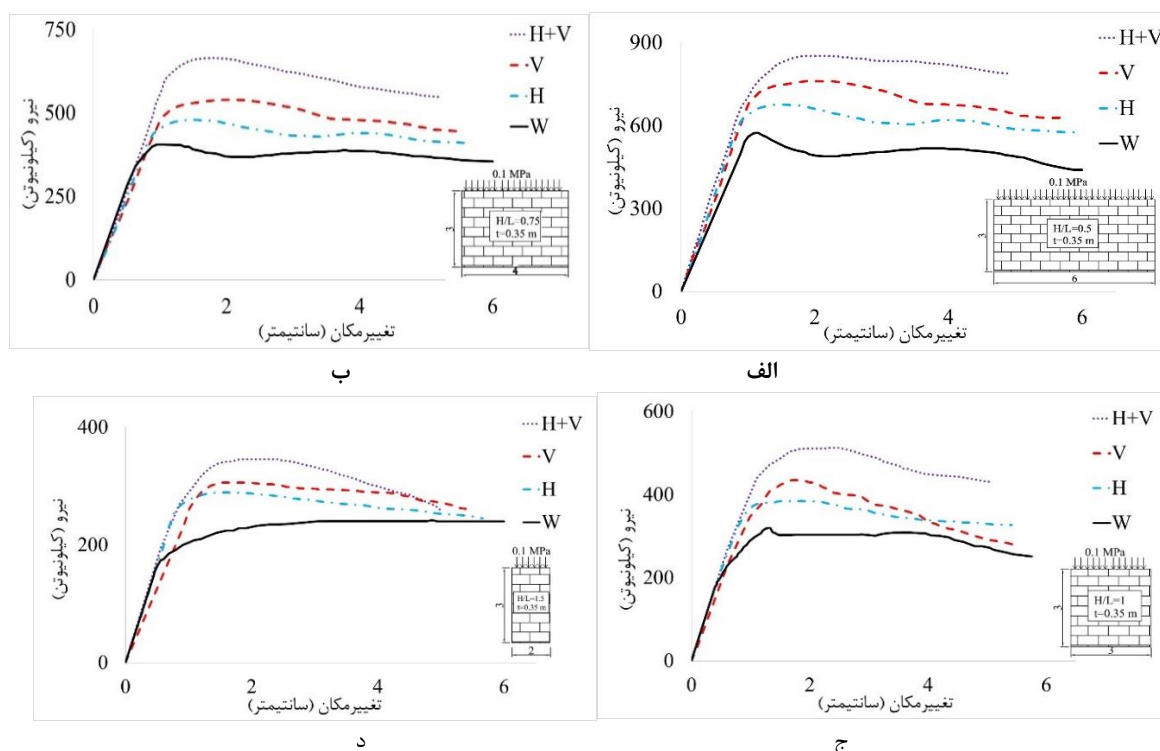 900
600
300
0
0
2
4
6
نیرو (کیلونیوتن)
تغییرمکان (سانتیمتر)
H+V
V
H
W
0.1 MPa
H/L=0.5
t=0.35 m
3
6
الف
750
500
250
0
0
2
4
6
نیرو (کیلونیوتن)
تغییرمکان (سانتیمتر)
H+V
V
H
W
0.1 MPa
H/L=0.75
t=0.35 m
3
4
ب
600
400
200
0
0
2
4
6
نیرو (کیلونیوتن)
تغییرمکان (سانتیمتر)
H+V
V
H
W
0.1 MPa
H/L=1
t=0.35 m
3
3
ج
400
200
0
0
2
4
6
نیرو (کیلونیوتن)
تغییرمکان (سانتیمتر)
H+V
V
H
W
0.1 MPa
H/L=1.5
t=0.35 m
3
2
د